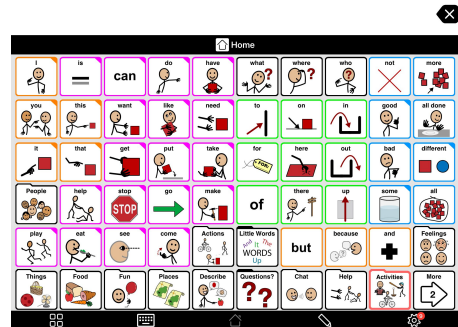 Home
I is can do have what where who not more
you this want like need to on in good all done
it that get put take for here out bad different
FOR:
People help stop go make of there up some all
STOP
play eat see come Actions Little Words but because and Feelings
And It The
WORDS
Up
Things Food Fun Places Describe Questions? Chat Help Activities More
??
2